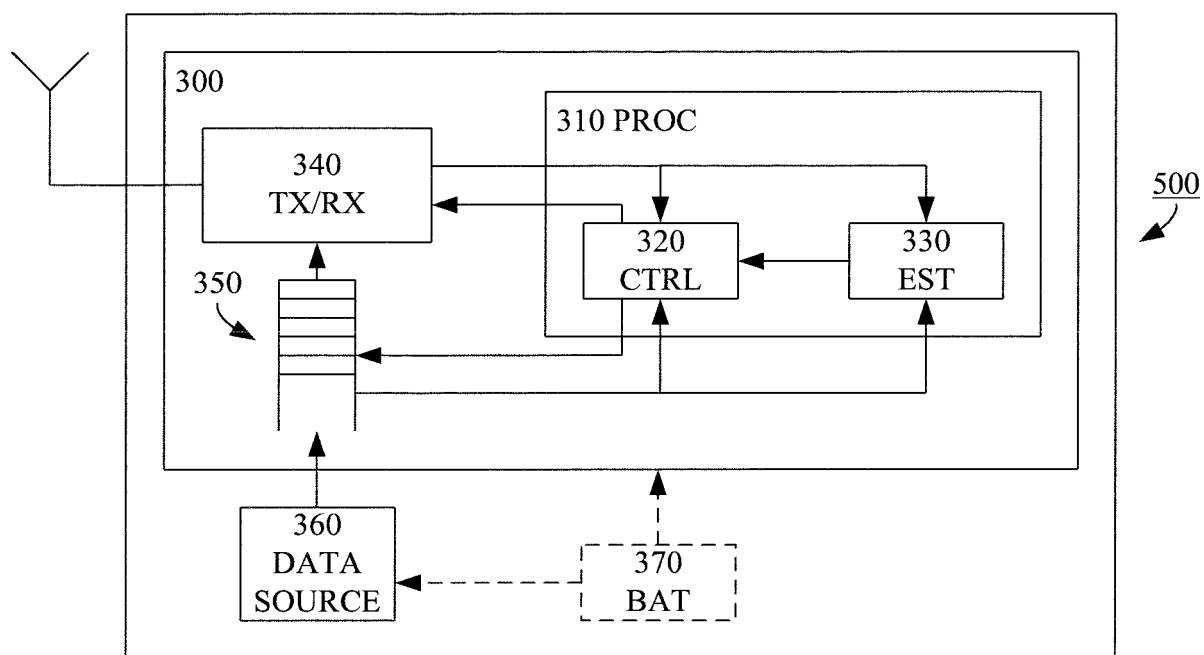 300
310 PROC
340
TX/RX
500
320
CTRL
330
EST
350
360
DATA
SOURCE
370
BAT